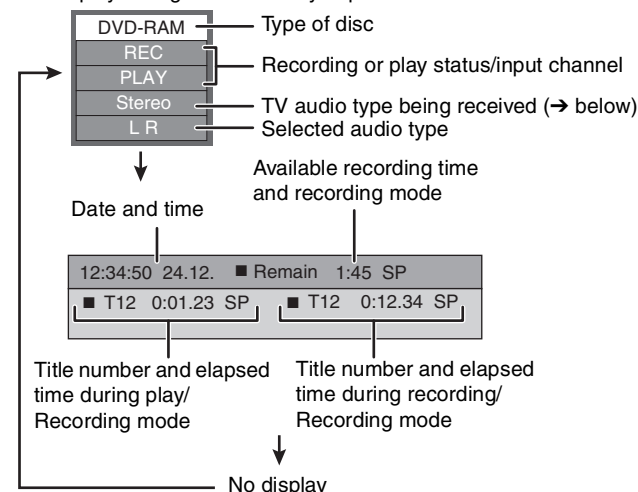 DVD-RAM
Type of disc
REC
PLAY
Recording or play status/input channel
Stereo
TV audio type being received (➔ below)
L R
Selected audio type
Available recording time
and recording mode
Date and time
12:34:50 24.12. ■ Remain 1:45 SP
■ T12 0:01.23 SP ■ T12 0:12.34 SP
Title number and elapsed
time during play/
Recording mode
Title number and elapsed
time during recording/
Recording mode
No display